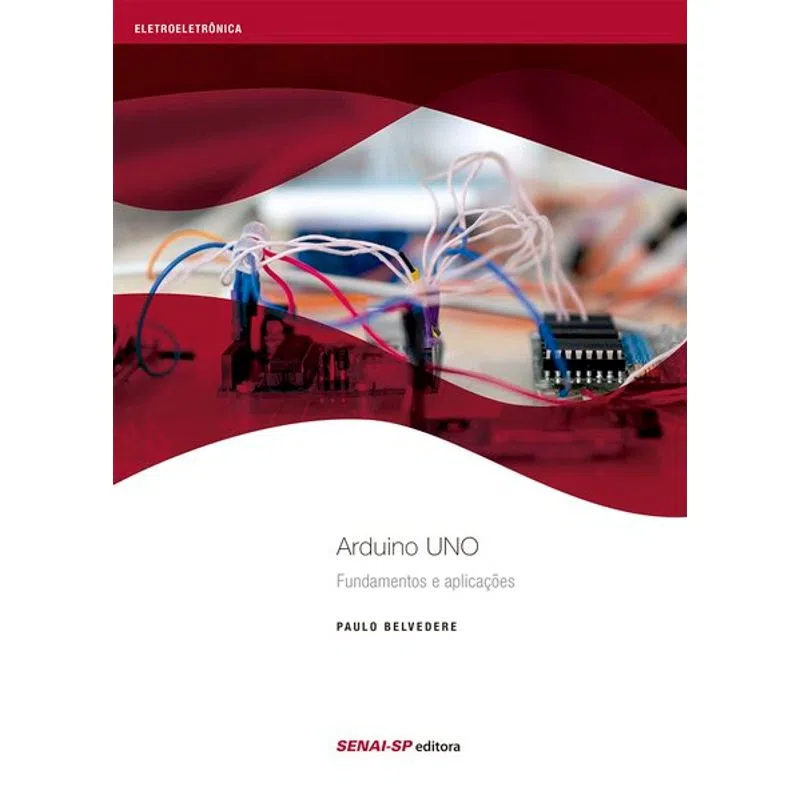 ELETROELETRÔNICA
Arduino UNO
Fundamentos e aplicações
PAULO BELVEDERE
SENAI-SP editora